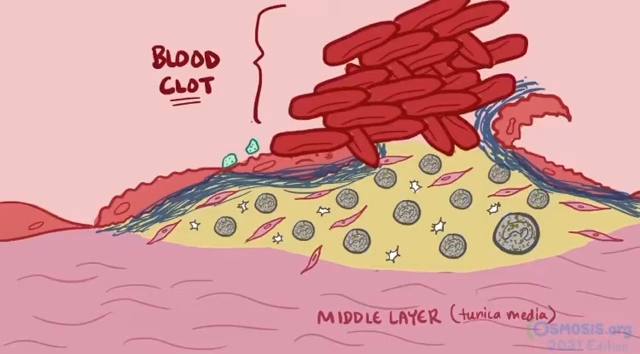 BLOOD
CLOT
MIDDLE LAYER (tunica media)
OSMOSIS.org
2021 Edition